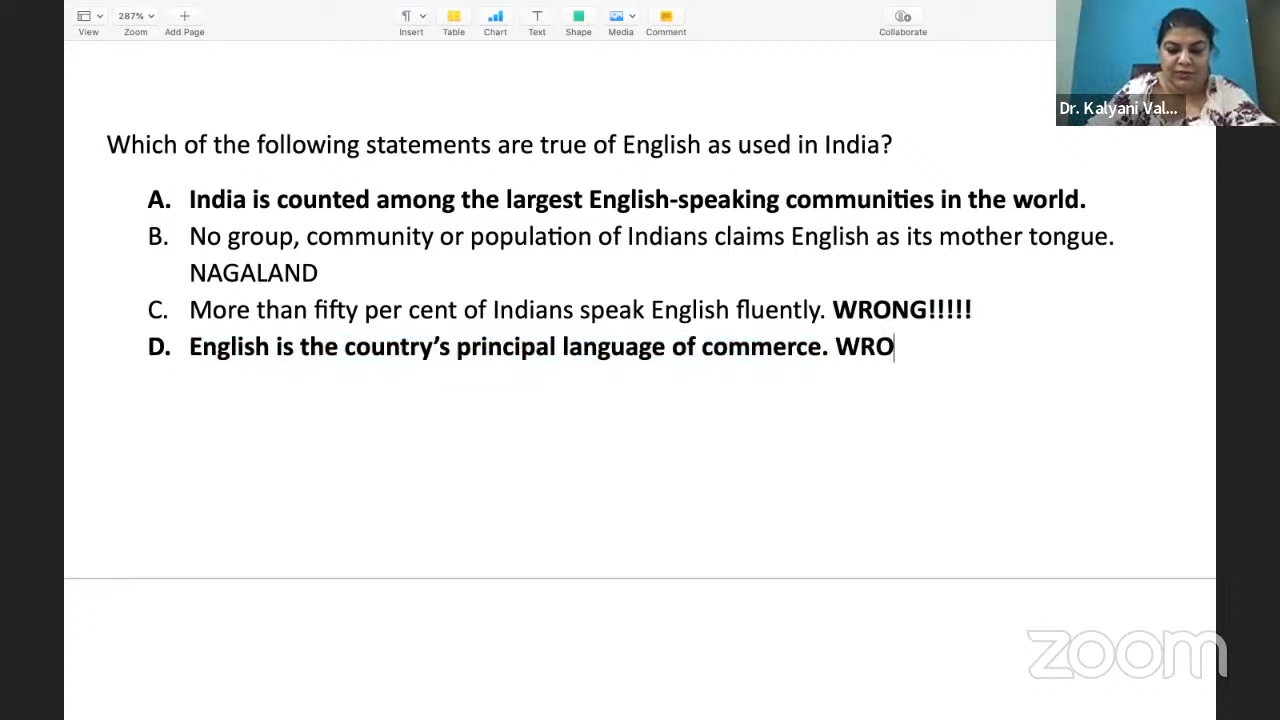 287%
View Zoom Add Page Insert Table Chart Text Shape Media Comment Collaborate
Dr. Kalyani Val...
Which of the following statements are true of English as used in India?
A. India is counted among the largest English-speaking communities in the world.
B. No group, community or population of Indians claims English as its mother tongue.
NAGALAND
C. More than fifty per cent of Indians speak English fluently. WRONG!!!!!
D. English is the country’s principal language of commerce. WRO
zoom